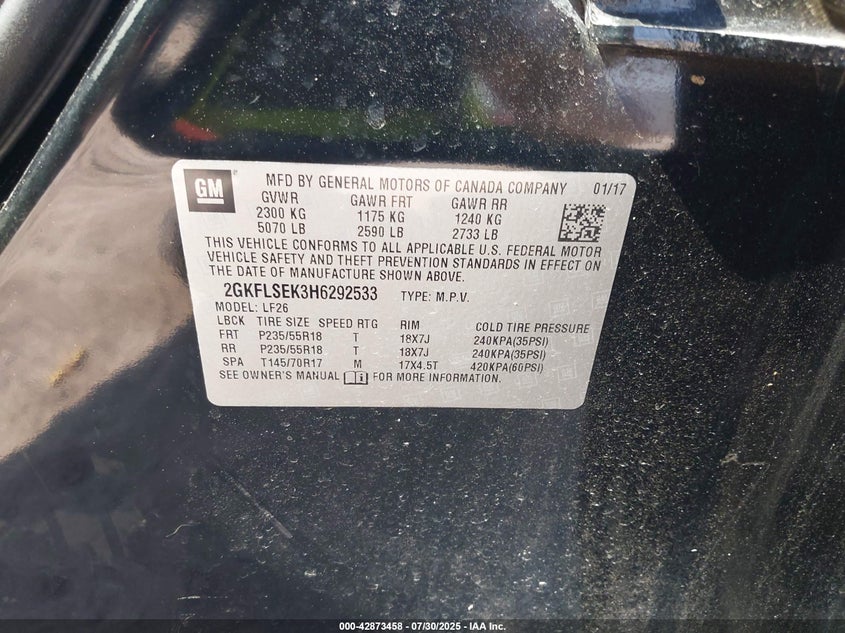 GM
MFD BY GENERAL MOTORS OF CANADA COMPANY 01/17
GVWR GAWR FRT GAWR RR
2300 KG 1175 KG 1240 KG
5070 LB 2590 LB 2733 LB
THIS VEHICLE CONFORMS TO ALL APPLICABLE U.S. FEDERAL MOTOR
VEHICLE SAFETY AND THEFT PREVENTION STANDARDS IN EFFECT ON
THE DATE OF MANUFACTURE SHOWN ABOVE.
2GKFLSEK3H6292533 TYPE: M.P.V.
MODEL: LF26
LBCK TIRE SIZE SPEED RTG RIM COLD TIRE PRESSURE
FRT P235/55R18 T 18X7J 240KPA(35PSI)
RR P235/55R18 T 18X7J 240KPA(35PSI)
SPA T145/70R17 M 17X4.5T 420KPA(60PSI)
SEE OWNER'S MANUAL FOR MORE INFORMATION.
000-42873458 - 07/30/2025 - IAA Inc.